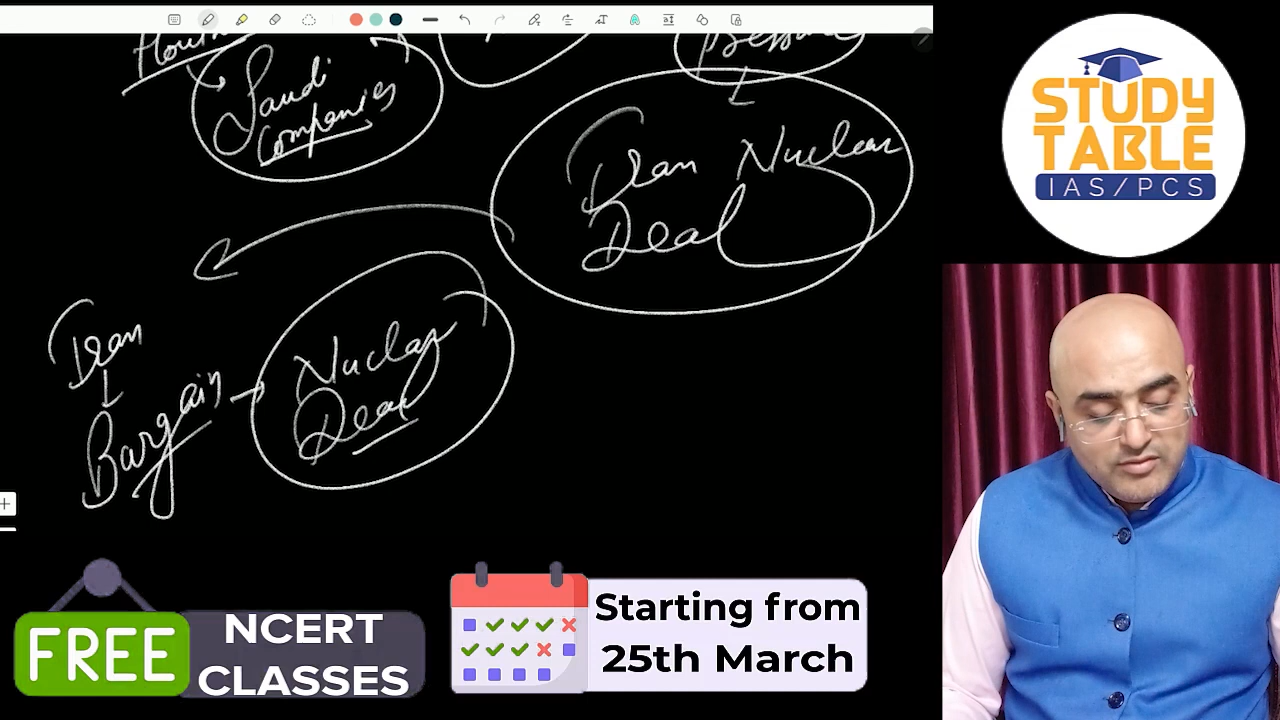 Saudi
Companies
Iran Nuclear
Deal
Iran
Bargain
Nuclear
Deal
STUDY
TABLE
IAS/PCS
FREE
NCERT
CLASSES
Starting from
25th March